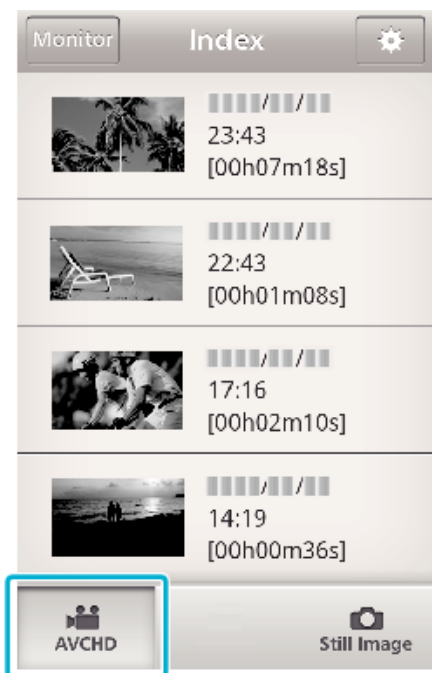 Monitor
Index
23:43
[00h07m18s]
22:43
[00h01m08s]
17:16
[00h02m10s]
14:19
[00h00m36s]
AVCHD
Still Image